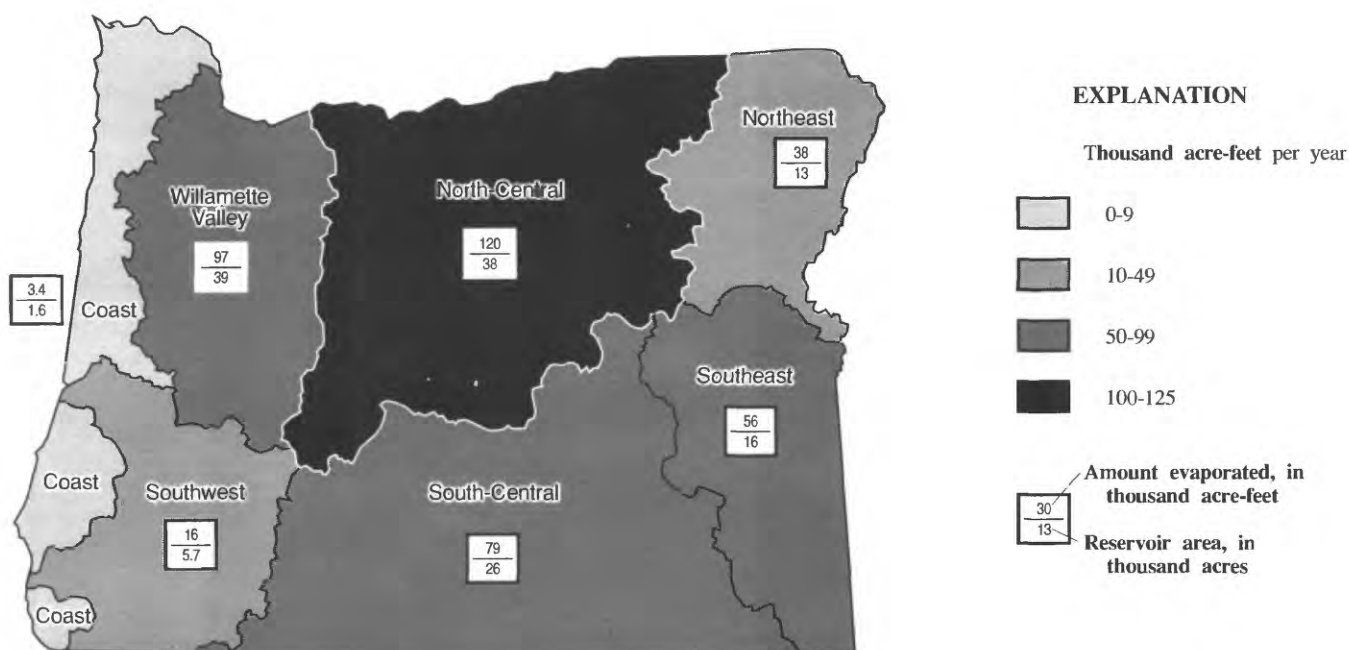 Northeast
38
13
Willamette
Valley
97
39
North-Central
120
38
3.4
1.6
Coast
Southeast
56
16
Coast
Southwest
16
5.7
South-Central
79
26
Coast
EXPLANATION
Thousand acre-feet per year
0-9
10-49
50-99
100-125
30
13
Amount evaporated, in
thousand acre-feet
Reservoir area, in
thousand acres